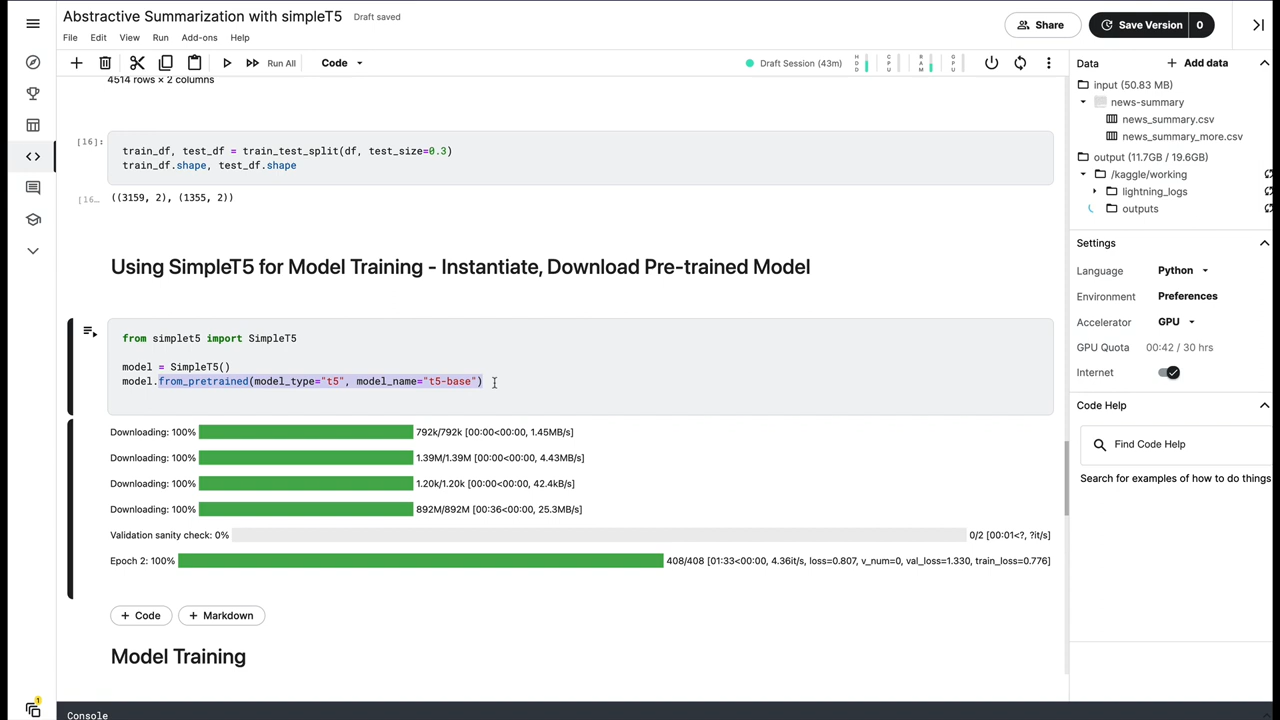 Abstractive Summarization with simpleT5 Draft saved
File Edit View Run Add-ons Help
Share
Save Version 0
Run All Code
Draft Session (43m)
HDD CPU RAM GPU
4514 rows × 2 columns
[16]:
train_df, test_df = train_test_split(df, test_size=0.3)
train_df.shape, test_df.shape
[16… ((3159, 2), (1355, 2))
Using SimpleT5 for Model Training - Instantiate, Download Pre-trained Model
from simplet5 import SimpleT5
model = SimpleT5()
model.from_pretrained(model_type="t5", model_name="t5-base")
Downloading: 100% 792k/792k [00:00<00:00, 1.45MB/s]
Downloading: 100% 1.39M/1.39M [00:00<00:00, 4.43MB/s]
Downloading: 100% 1.20k/1.20k [00:00<00:00, 42.4kB/s]
Downloading: 100% 892M/892M [00:36<00:00, 25.3MB/s]
Validation sanity check: 0% 0/2 [00:01<?, ?it/s]
Epoch 2: 100% 408/408 [01:33<00:00, 4.36it/s, loss=0.807, v_num=0, val_loss=1.330, train_loss=0.776]
+ Code + Markdown
Model Training
Console
1
Data + Add data
input (50.83 MB)
news-summary
news_summary.csv
news_summary_more.csv
output (11.7GB / 19.6GB)
/kaggle/working
lightning_logs
outputs
Settings
Language Python
Environment Preferences
Accelerator GPU
GPU Quota 00:42 / 30 hrs
Internet
Code Help
Find Code Help
Search for examples of how to do things